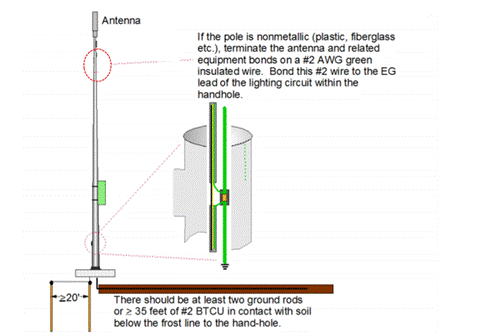 Antenna
If the pole is nonmetallic (plastic, fiberglass
etc.), terminate the antenna and related
equipment bonds on a #2 AWG green
insulated wire.  Bond this #2 wire to the EG
lead of the lighting circuit within the
handhole.
≥20'
There should be at least two ground rods
or ≥ 35 feet of #2 BTCU in contact with soil
below the frost line to the hand-hole.